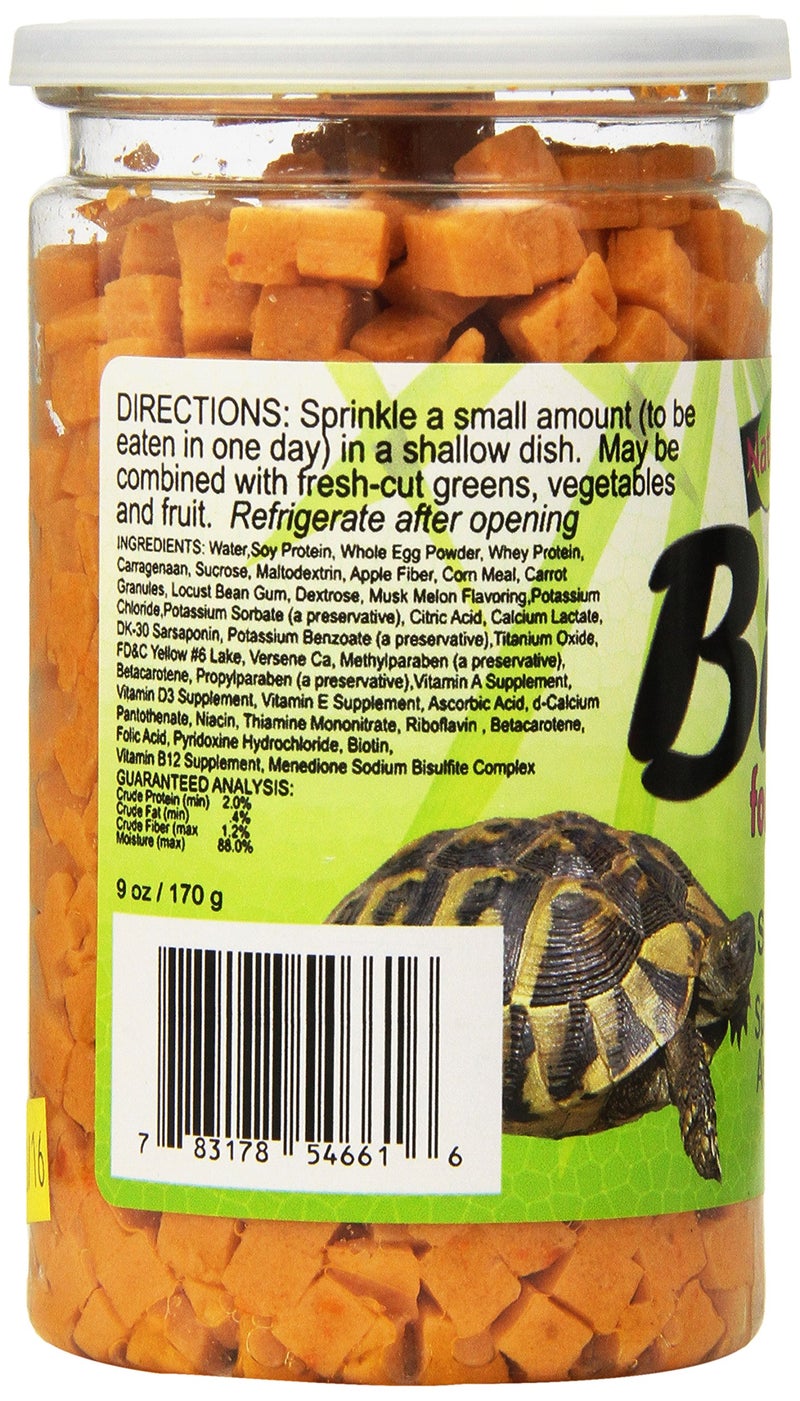 DIRECTIONS: Sprinkle a small amount (to be
eaten in one day) in a shallow dish. May be
combined with fresh-cut greens, vegetables
and fruit. Refrigerate after opening
INGREDIENTS: Water,Soy Protein, Whole Egg Powder, Whey Protein,
Carragenaan, Sucrose, Maltodextrin, Apple Fiber, Corn Meal, Carrot
Granules, Locust Bean Gum, Dextrose, Musk Melon Flavoring,Potassium
Chloride,Potassium Sorbate (a preservative), Citric Acid, Calcium Lactate,
DK-30 Sarsaponin, Potassium Benzoate (a preservative),Titanium Oxide,
FD&C Yellow #6 Lake, Versene Ca, Methylparaben (a preservative),
Betacarotene, Propylparaben (a preservative),Vitamin A Supplement,
Vitamin D3 Supplement, Vitamin E Supplement, Ascorbic Acid, d-Calcium
Pantothenate, Niacin, Thiamine Mononitrate, Riboflavin , Betacarotene,
Folic Acid, Pyridoxine Hydrochloride, Biotin,
Vitamin B12 Supplement, Menedione Sodium Bisulfite Complex
GUARANTEED ANALYSIS:
Crude Protein (min) 2.0%
Crude Fat (min) .4%
Crude Fiber (max 1.2%
Moisture (max) 88.0%
9 oz / 170 g
7 83178 54661 6
/16
Nat
B
fo